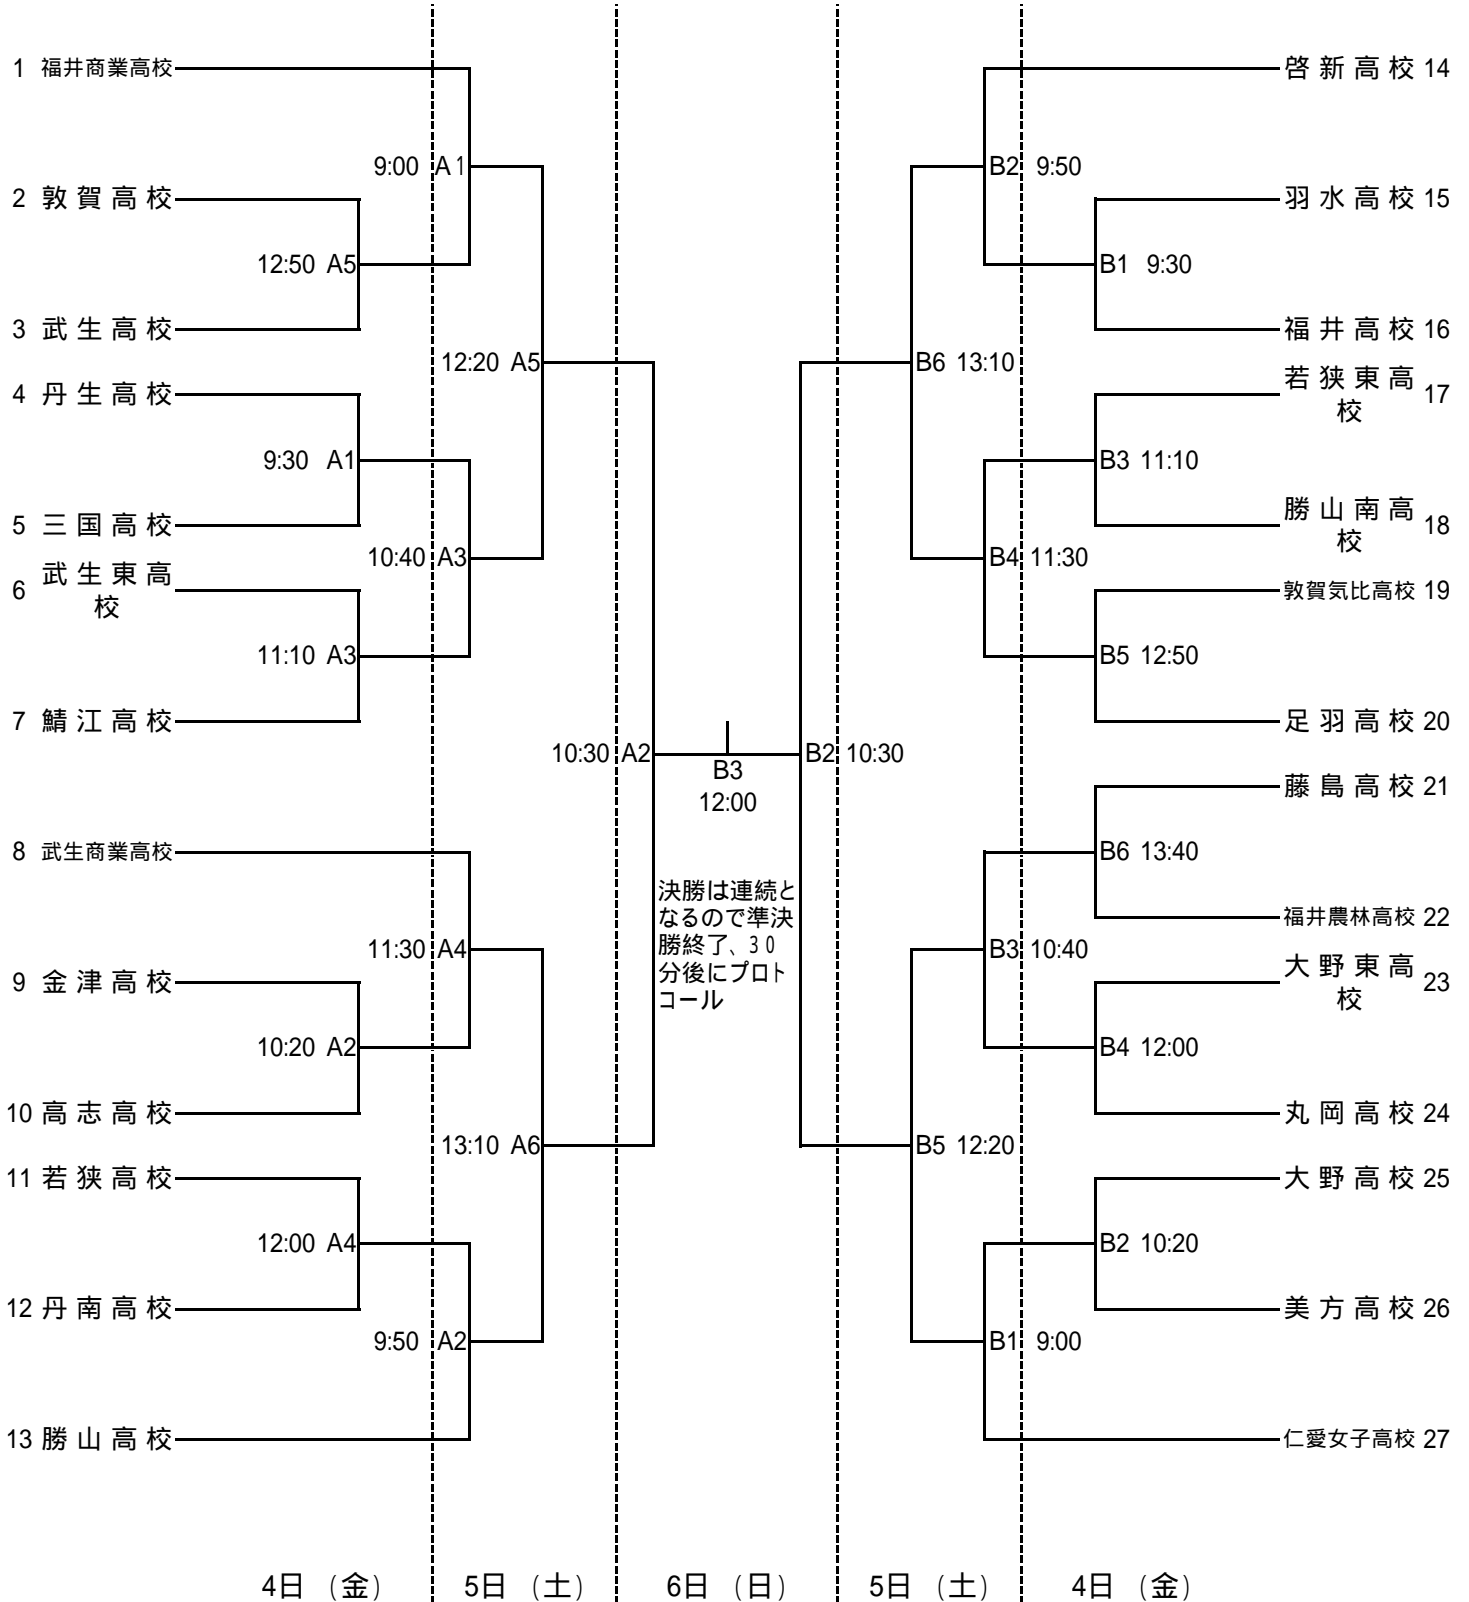 1 福井商業高校
啓新高校 14
9:00 A1
B2 9:50
2 敦賀高校
羽水高校 15
12:50 A5
B1 9:30
3 武生高校
福井高校 16
12:20 A5
B6 13:10
4 丹生高校
若狭東高
校
17
9:30 A1
B3 11:10
5 三国高校
勝山南高
校
18
10:40 A3
B4 11:30
6
武生東高
校
敦賀気比高校 19
11:10 A3
B5 12:50
7 鯖江高校
足羽高校 20
10:30 A2
B3
12:00
B2 10:30
藤島高校 21
8 武生商業高校
B6 13:40
決勝は連続と
なるので準決
勝終了、30
分後にプロト
コール
福井農林高校 22
11:30 A4
B3 10:40
9 金津高校
大野東高
校
23
10:20 A2
B4 12:00
10 高志高校
丸岡高校 24
13:10 A6
B5 12:20
11 若狭高校
大野高校 25
12:00 A4
B2 10:20
12 丹南高校
美方高校 26
9:50 A2
B1 9:00
13 勝山高校
仁愛女子高校 27
4日 (金) 5日 (土) 6日 (日) 5日 (土) 4日 (金)